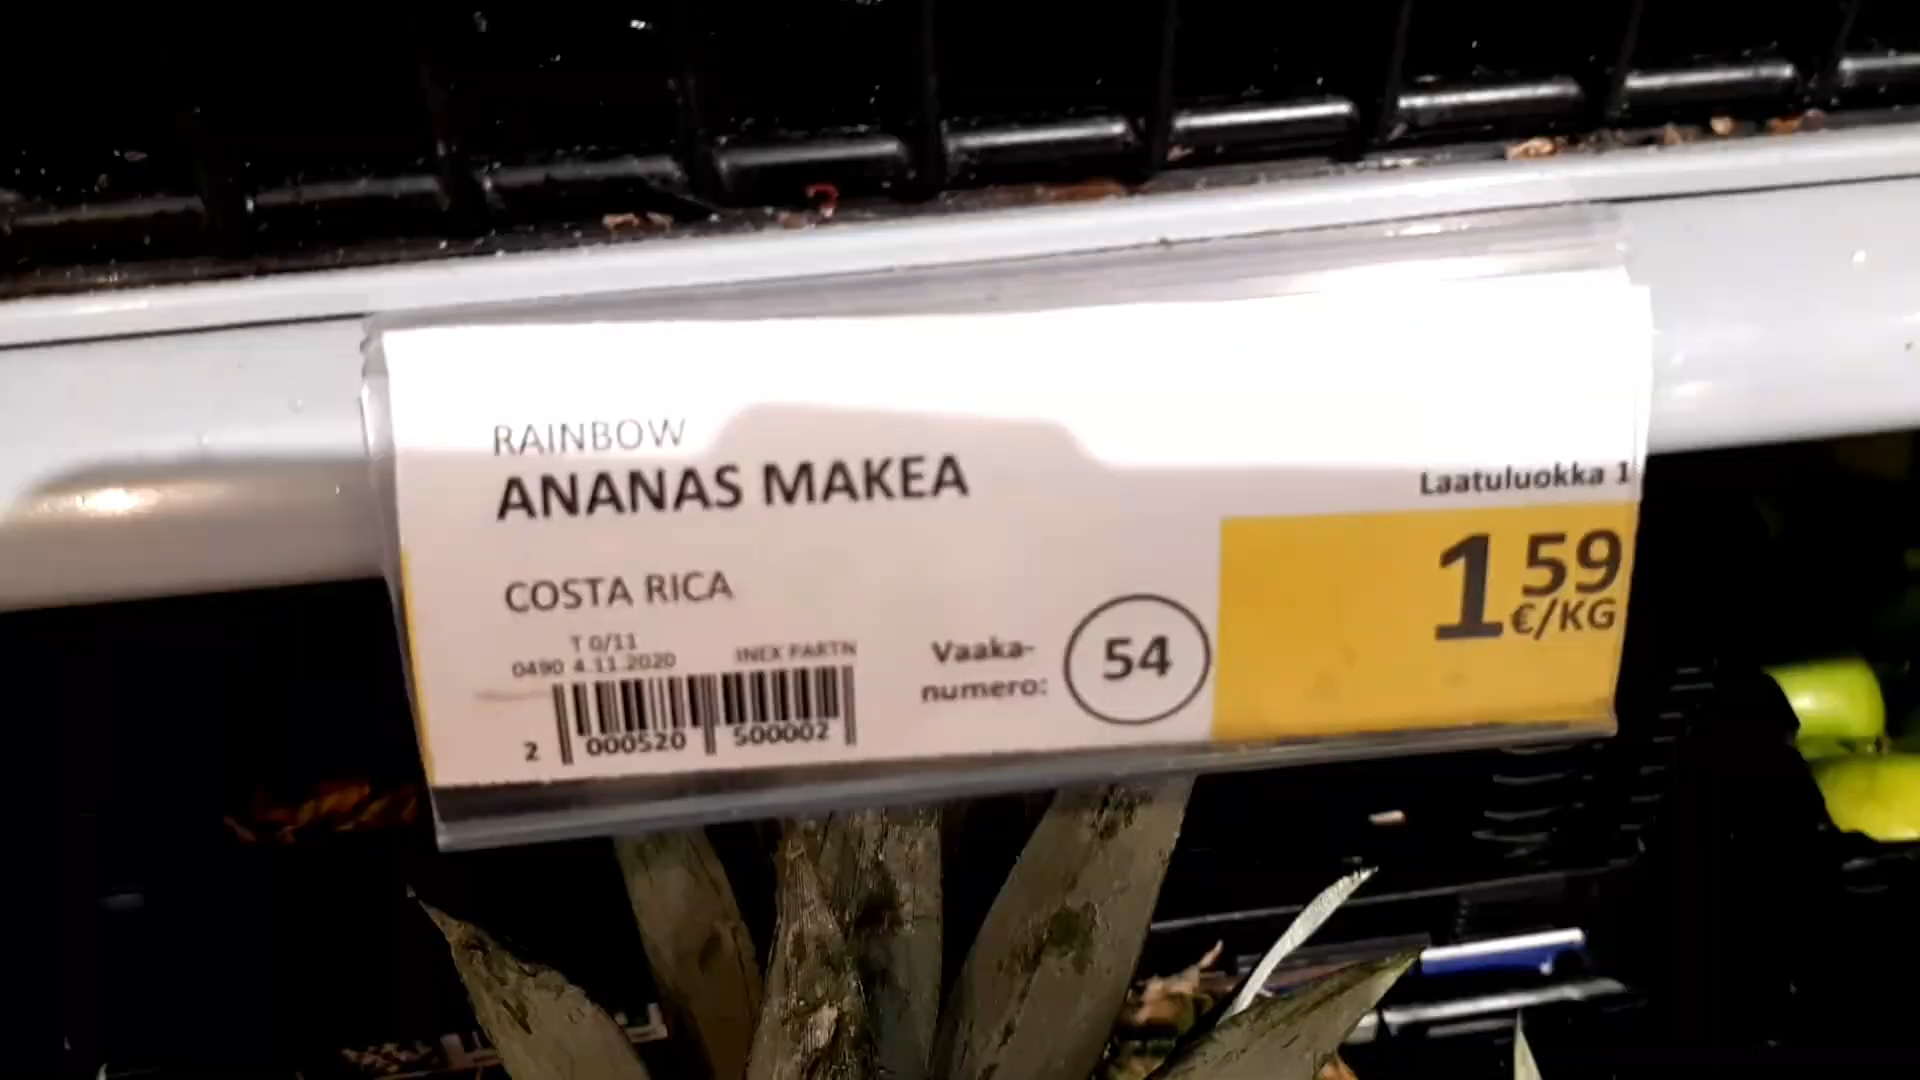 RAINBOW
ANANAS MAKEA
Laatuluokka 1
1 59
€/KG
COSTA RICA
T 0/11
0490 4.11.2020 INEX PARTN
Vaaka-
numero:
54
2 000520 500002